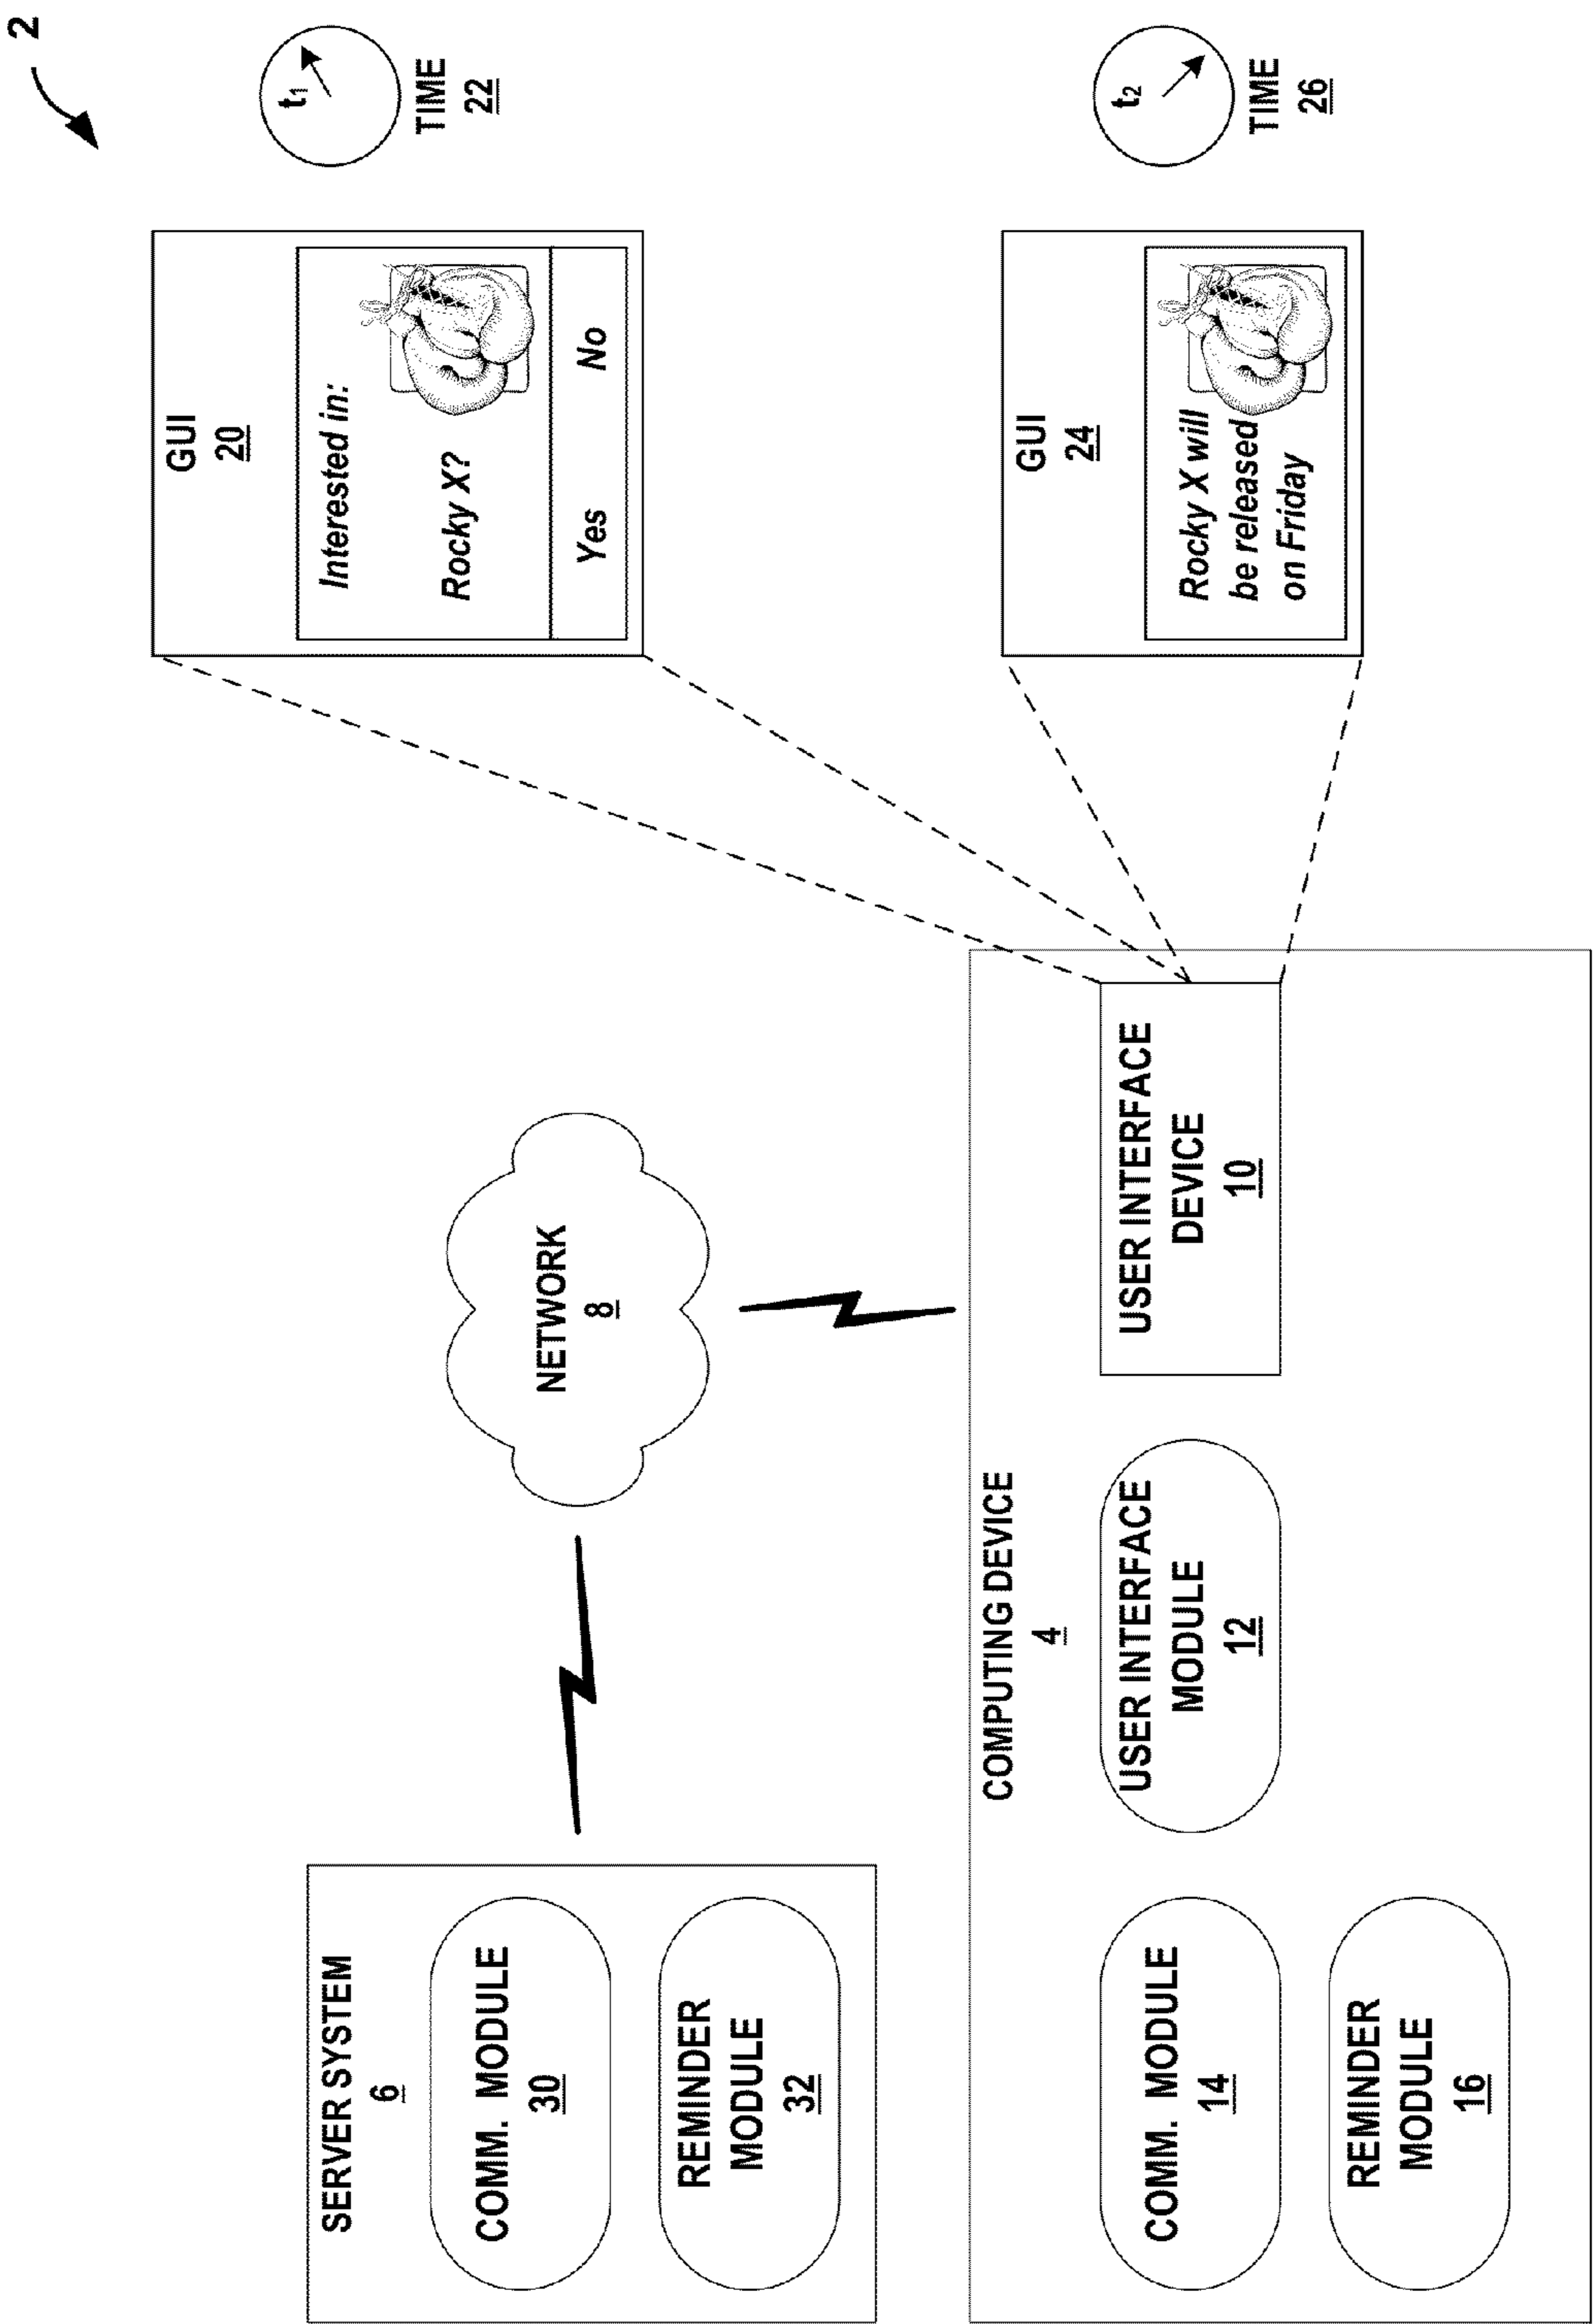 2
SERVER SYSTEM
6
COMM. MODULE
30
REMINDER
MODULE
32
NETWORK
8
GUI
20
Interested in:
Rocky X?
Yes No
t1
TIME
22
COMPUTING DEVICE
4
COMM. MODULE
14
REMINDER
MODULE
16
USER INTERFACE
MODULE
12
USER INTERFACE
DEVICE
10
GUI
24
Rocky X will
be released
on Friday
t2
TIME
26